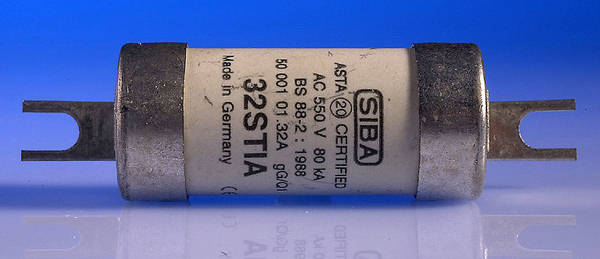 SIBA
ASTA 20 CERTIFIED
AC 550 V 80 kA
BS 88-2 : 1988
50 001 01.32A gG/Q1
32STIA
Made in Germany